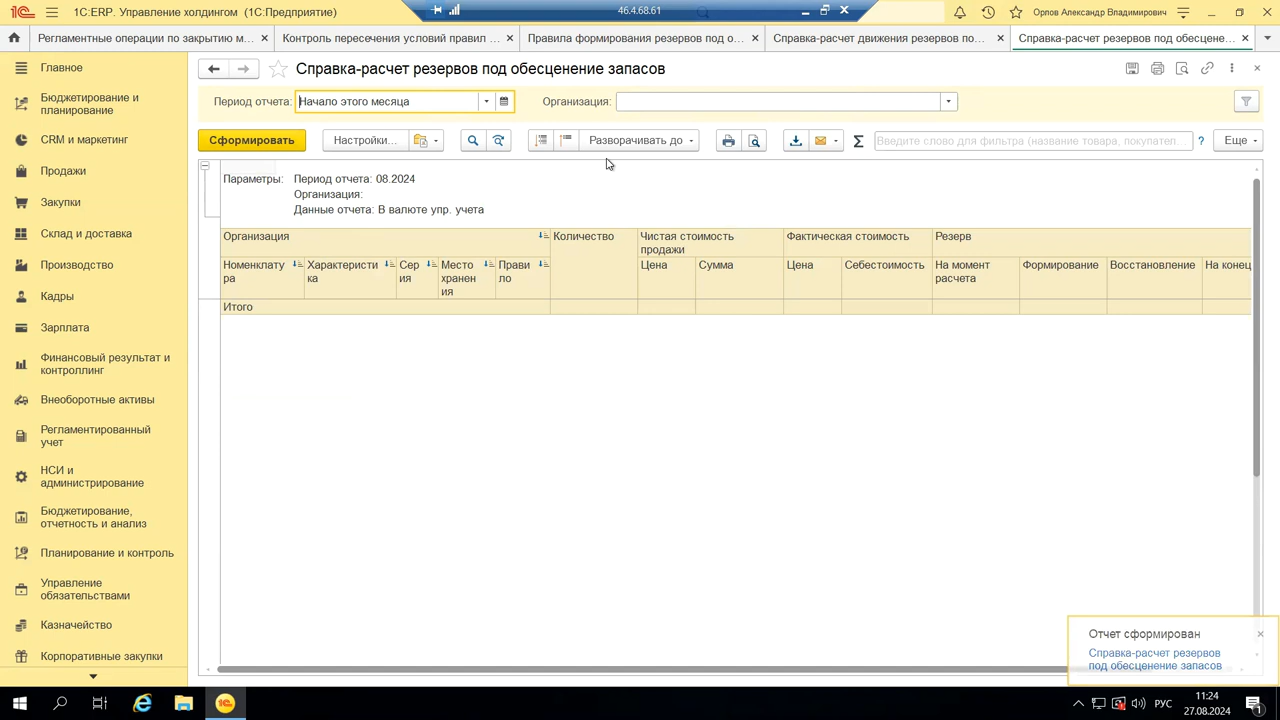 1С:ERP. Управление холдингом (1С:Предприятие)
46.4.68.61
Орлов Александр Владимирович
Регламентные операции по закрытию м...
Контроль пересечения условий правил ...
Правила формирования резервов под о...
Справка-расчет движения резервов по...
Справка-расчет резервов под обесцене...
Главное
Бюджетирование и
планирование
CRM и маркетинг
Продажи
Закупки
Склад и доставка
Производство
Кадры
Зарплата
Финансовый результат и
контроллинг
Внеоборотные активы
Регламентированный
учет
НСИ и
администрирование
Бюджетирование,
отчетность и анализ
Планирование и контроль
Управление
обязательствами
Казначейство
Корпоративные закупки
Справка-расчет резервов под обесценение запасов
Период отчета: Начало этого месяца
Организация:
Сформировать
Настройки...
Разворачивать до
Введите слово для фильтра (название товара, покупател...
?
Еще
Параметры: Период отчета: 08.2024
Организация:
Данные отчета: В валюте упр. учета
Организация Количество Чистая стоимость
продажи
Фактическая стоимость Резерв
Номенклату
ра
Характеристи
ка
Сер
ия
Место
хранен
ия
Прави
ло
Цена Сумма Цена Себестоимость На момент
расчета
Формирование Восстановление На конец
Итого
Отчет сформирован
Справка-расчет резервов
под обесценение запасов
РУС
11:24
27.08.2024
1